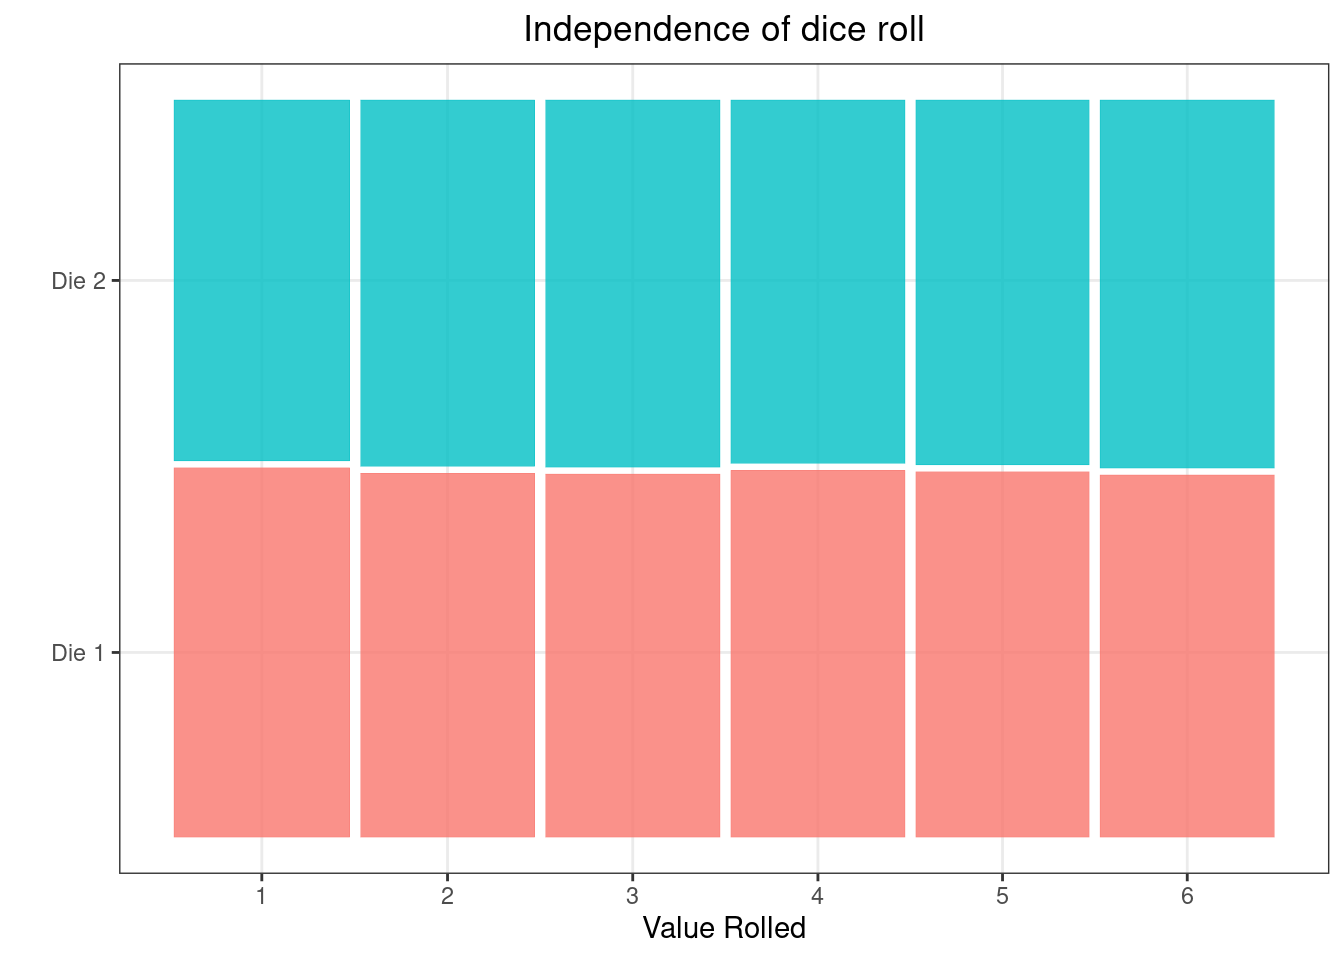 Independence of dice roll
Die 2
Die 1
1 2 3 4 5 6
Value Rolled